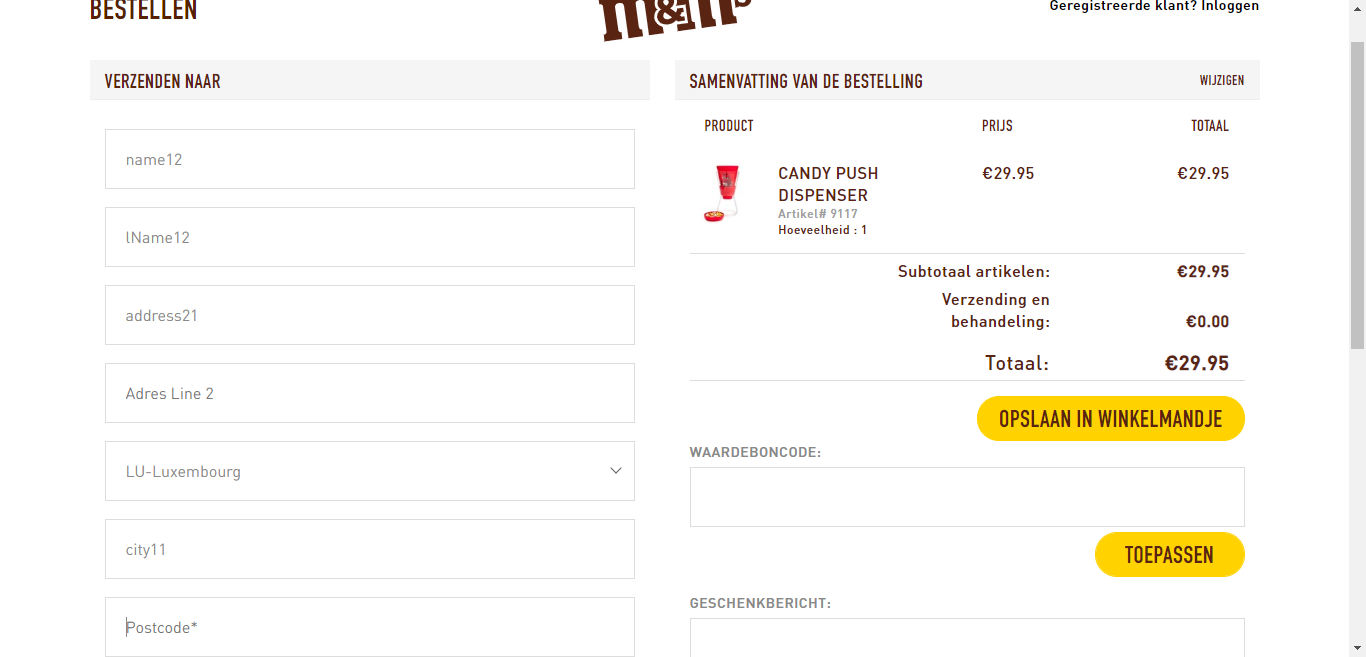 BESTELLEN
m&m's
Geregistreerde klant? Inloggen
VERZENDEN NAAR
name12
lName12
address21
Adres Line 2
LU-Luxembourg
city11
Postcode*
SAMENVATTING VAN DE BESTELLING
WIJZIGEN
PRODUCT PRIJS TOTAAL
CANDY PUSH €29.95 €29.95
DISPENSER
Artikel# 9117
Hoeveelheid : 1
Subtotaal artikelen: €29.95
Verzending en
behandeling: €0.00
Totaal: €29.95
OPSLAAN IN WINKELMANDJE
WAARDEBONCODE:
TOEPASSEN
GESCHENKBERICHT: